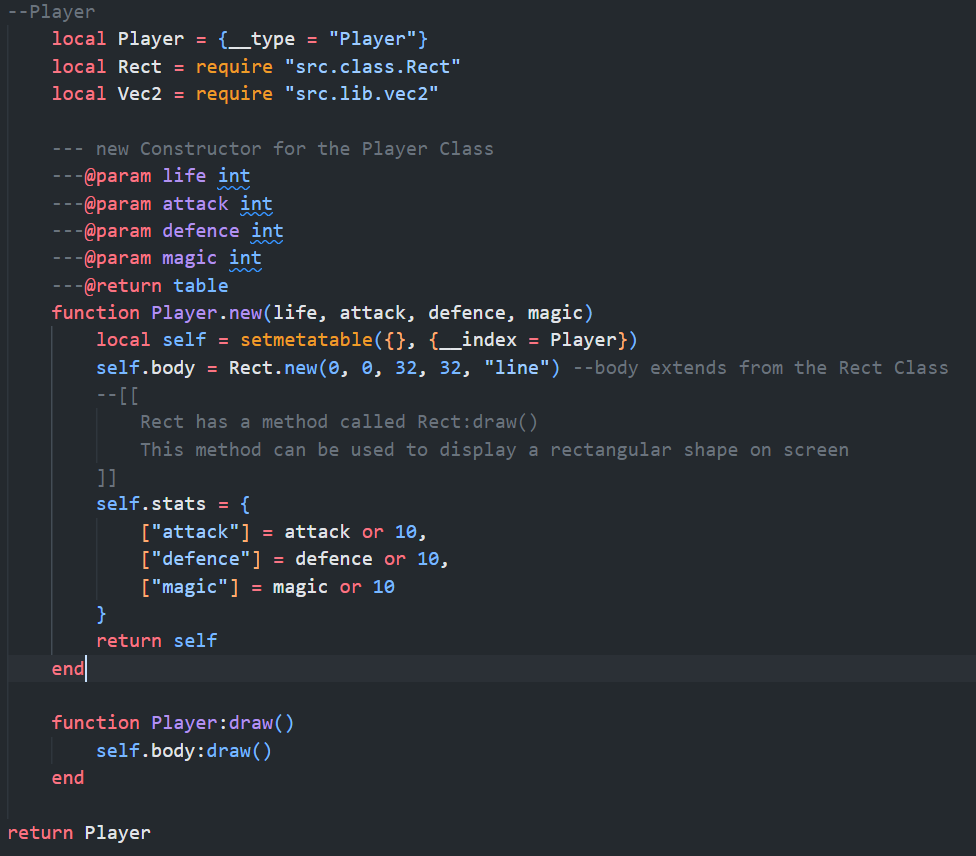 --Player
    local Player = {__type = "Player"}
    local Rect = require "src.class.Rect"
    local Vec2 = require "src.lib.vec2"

    --- new Constructor for the Player Class
    ---@param life int
    ---@param attack int
    ---@param defence int
    ---@param magic int
    ---@return table
    function Player.new(life, attack, defence, magic)
        local self = setmetatable({}, {__index = Player})
        self.body = Rect.new(0, 0, 32, 32, "line") --body extends from the Rect Class
        --[[
            Rect has a method called Rect:draw()
            This method can be used to display a rectangular shape on screen
        ]]
        self.stats = {
            ["attack"] = attack or 10,
            ["defence"] = defence or 10,
            ["magic"] = magic or 10
        }
        return self
    end

    function Player:draw()
        self.body:draw()
    end

return Player